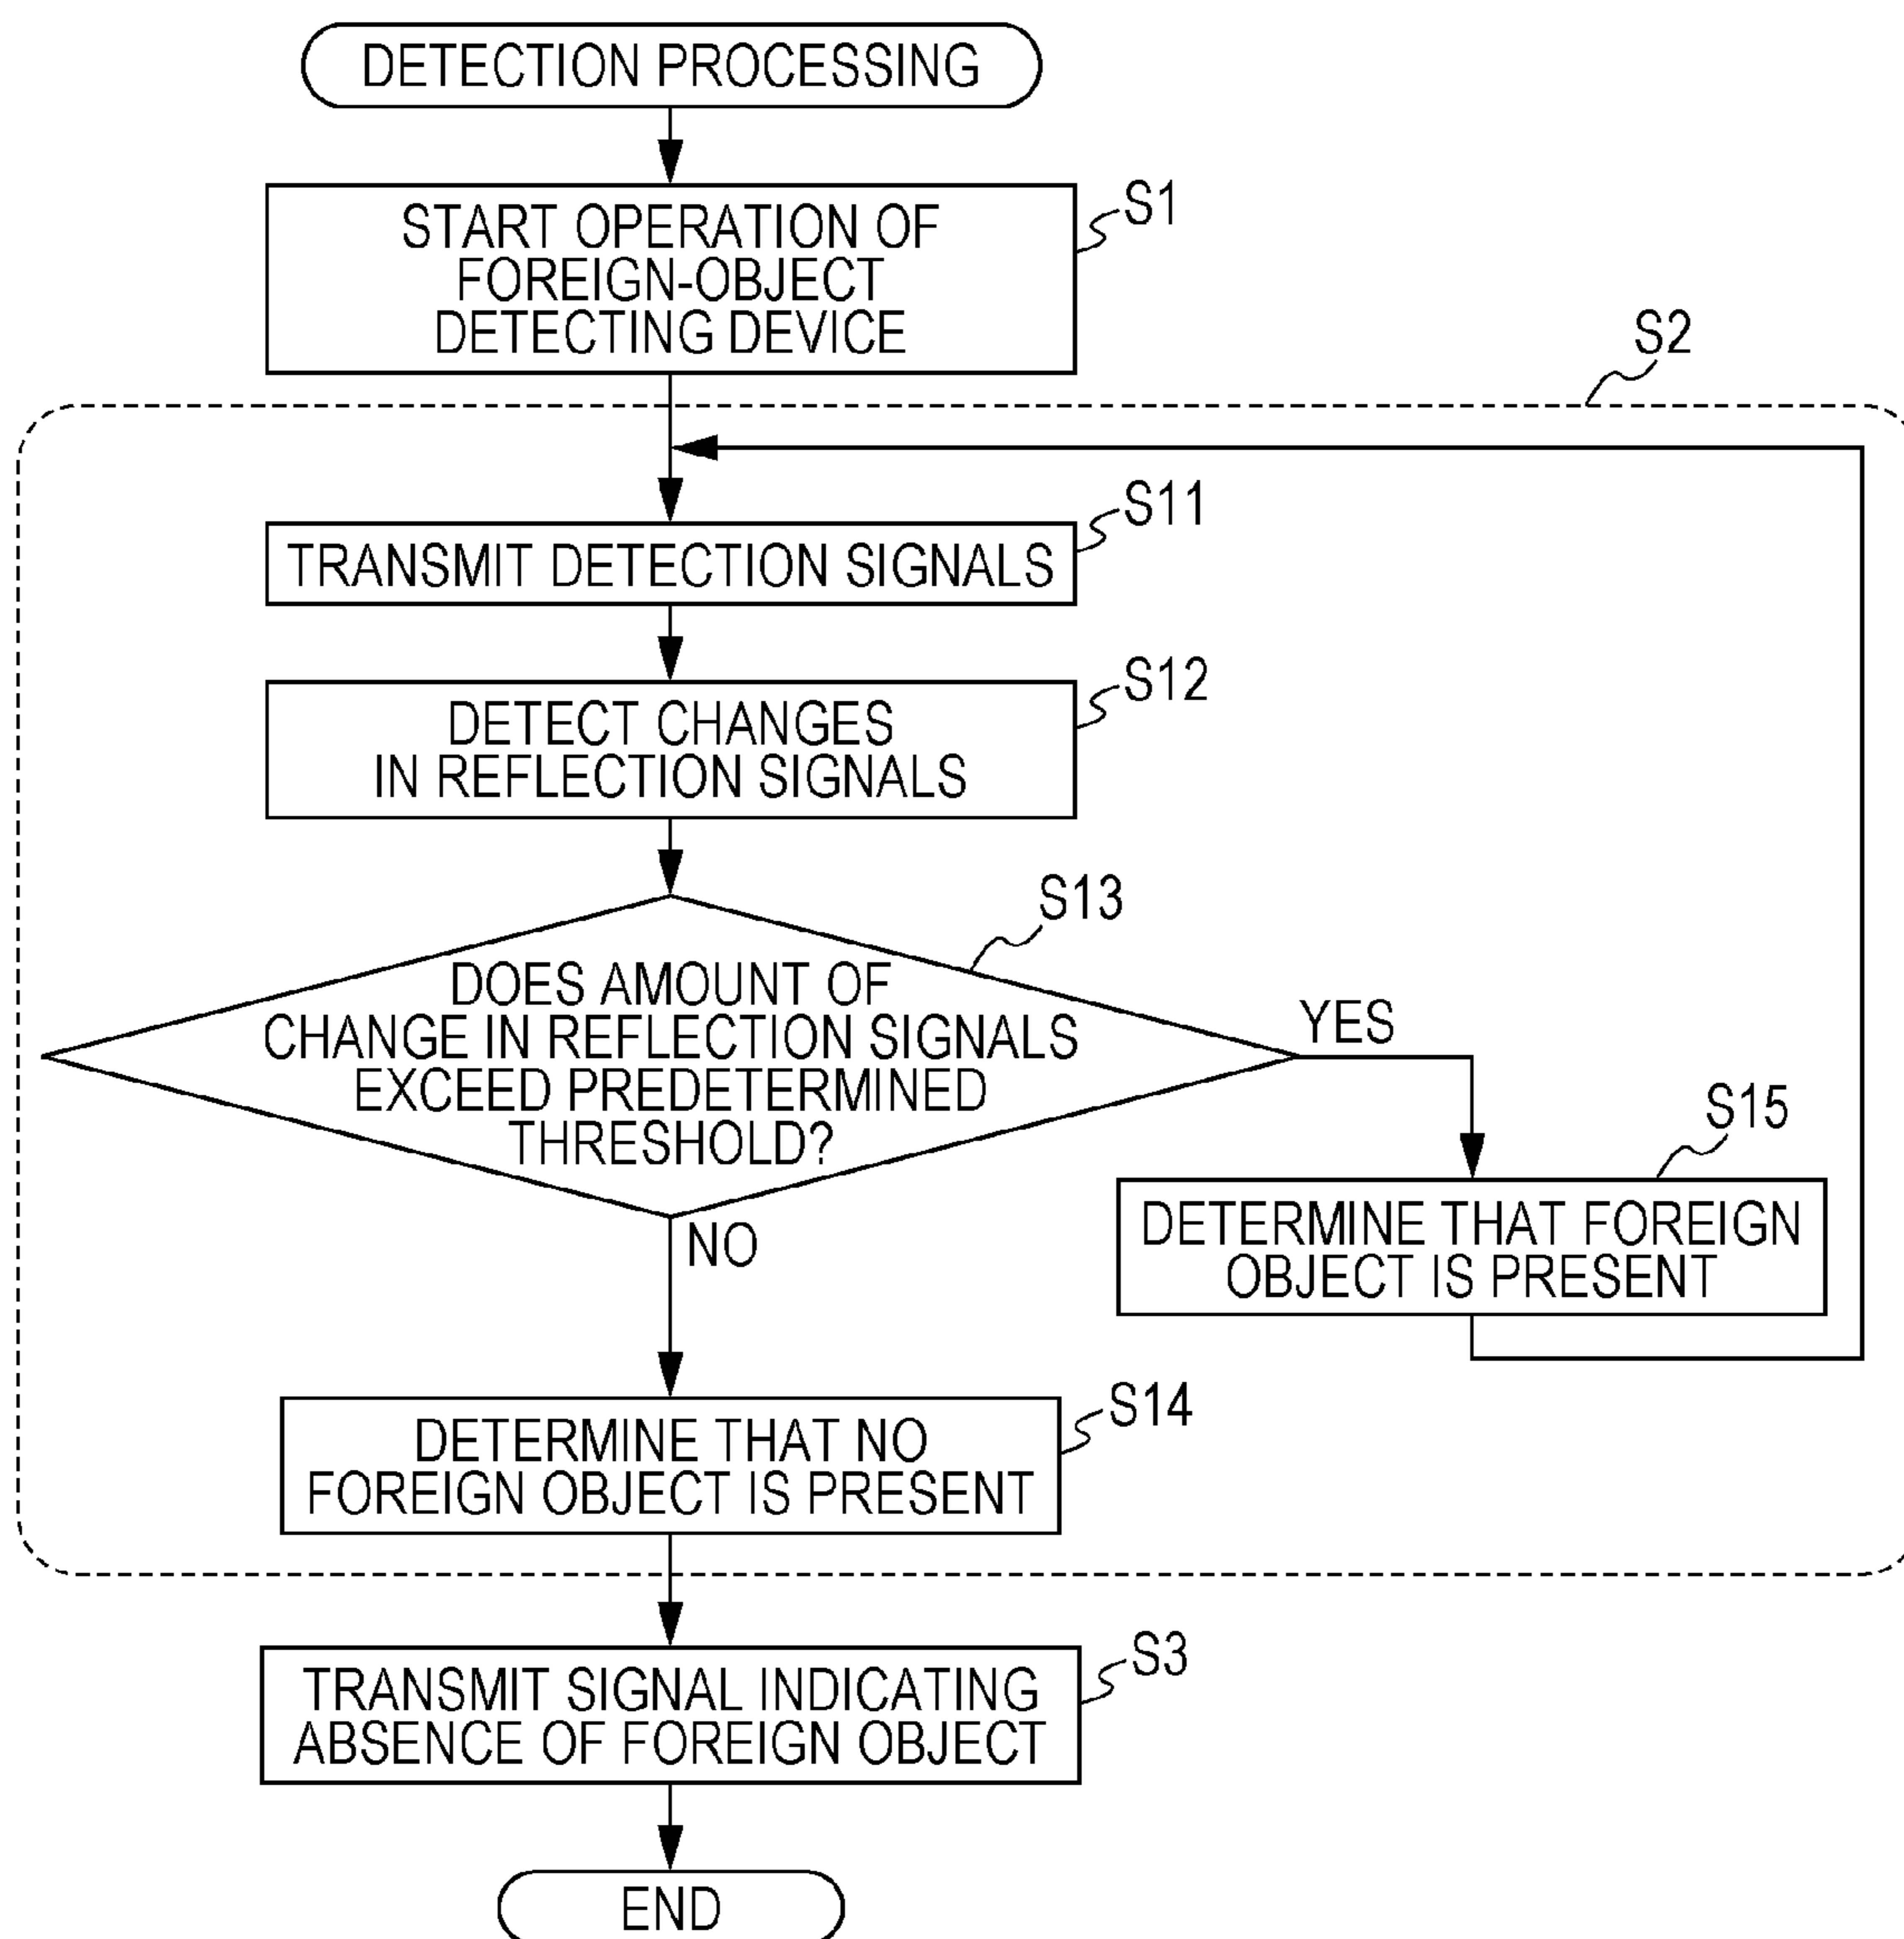 DETECTION PROCESSING
S1
START OPERATION OF
FOREIGN-OBJECT
DETECTING DEVICE
S2
S11
TRANSMIT DETECTION SIGNALS
S12
DETECT CHANGES
IN REFLECTION SIGNALS
S13
DOES AMOUNT OF
CHANGE IN REFLECTION SIGNALS
EXCEED PREDETERMINED
THRESHOLD?
YES
S15
DETERMINE THAT FOREIGN
OBJECT IS PRESENT
NO
S14
DETERMINE THAT NO
FOREIGN OBJECT IS PRESENT
S3
TRANSMIT SIGNAL INDICATING
ABSENCE OF FOREIGN OBJECT
END